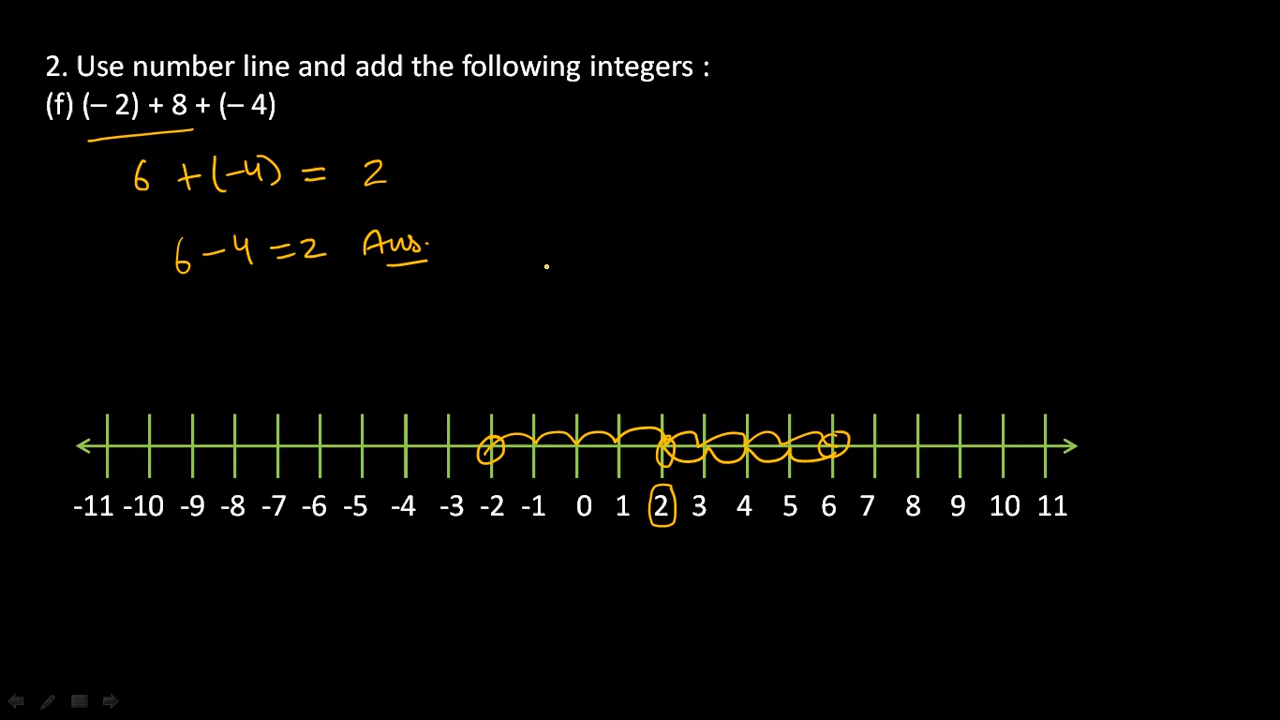 2. Use number line and add the following integers :
(f) (– 2) + 8 + (– 4)
6 + (-4) = 2
6 - 4 = 2 Ans.
-11 -10 -9 -8 -7 -6 -5 -4 -3 -2 -1 0 1 2 3 4 5 6 7 8 9 10 11